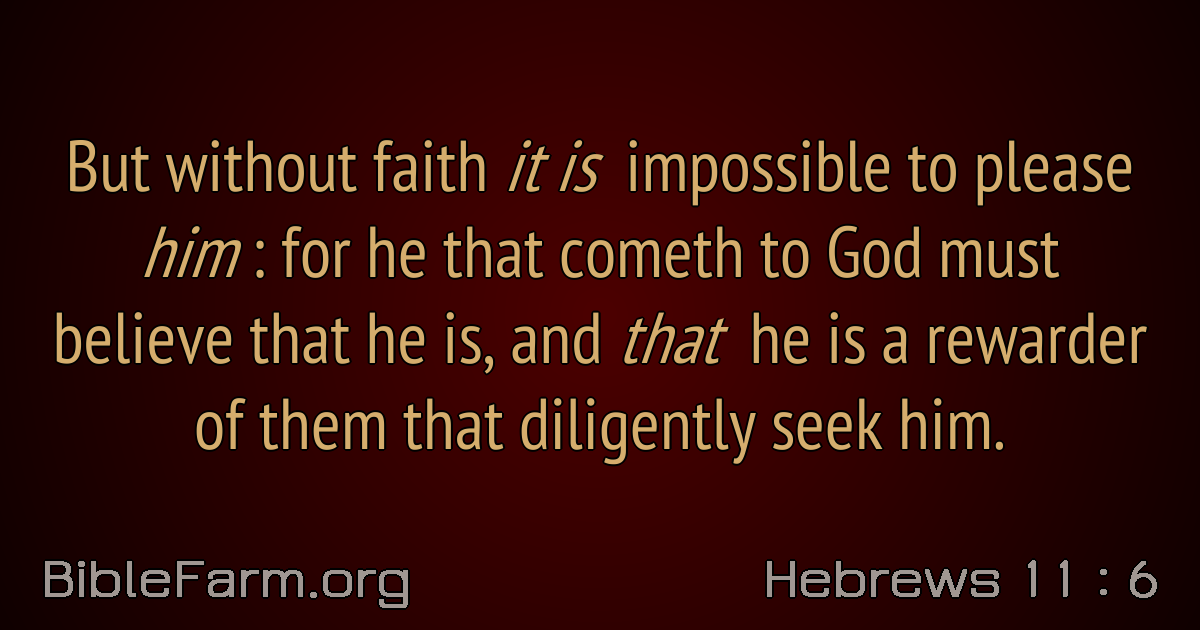 But without faith it is impossible to please
him: for he that cometh to God must
believe that he is, and that he is a rewarder
of them that diligently seek him.
BibleFarm.org
Hebrews 11 : 6